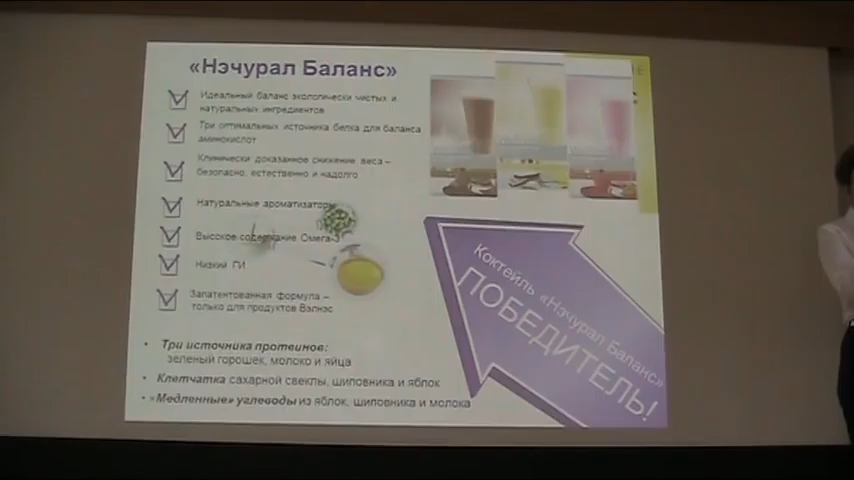 «Нэчурал Баланс»
Идеальный баланс экологически чистых и
натуральных ингредиентов
Три оптимальных источника белка для баланса
аминокислот
Клинически доказанное снижение веса –
безопасно, естественно и надолго
Натуральные ароматизаторы
Высокое содержание Омега-3
Низкий ГИ
Запатентованная формула –
только для продуктов Вэлнэс
• Три источника протеинов:
зеленый горошек, молоко и яйца
• Клетчатка сахарной свеклы, шиповника и яблок
• «Медленные» углеводы из яблок, шиповника и молока
Коктейль «Нэчурал Баланс»
ПОБЕДИТЕЛЬ!